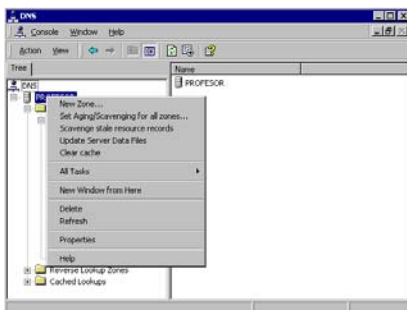 DNS
Console Window Help
Action View
Tree
Name
DNS
PROFESOR
New Zone...
Set Aging/Scavenging for all zones...
Scavenge stale resource records
Update Server Data Files
Clear cache
All Tasks
New Window from Here
Delete
Refresh
Properties
Help
Reverse Lookup Zones
Cached Lookups